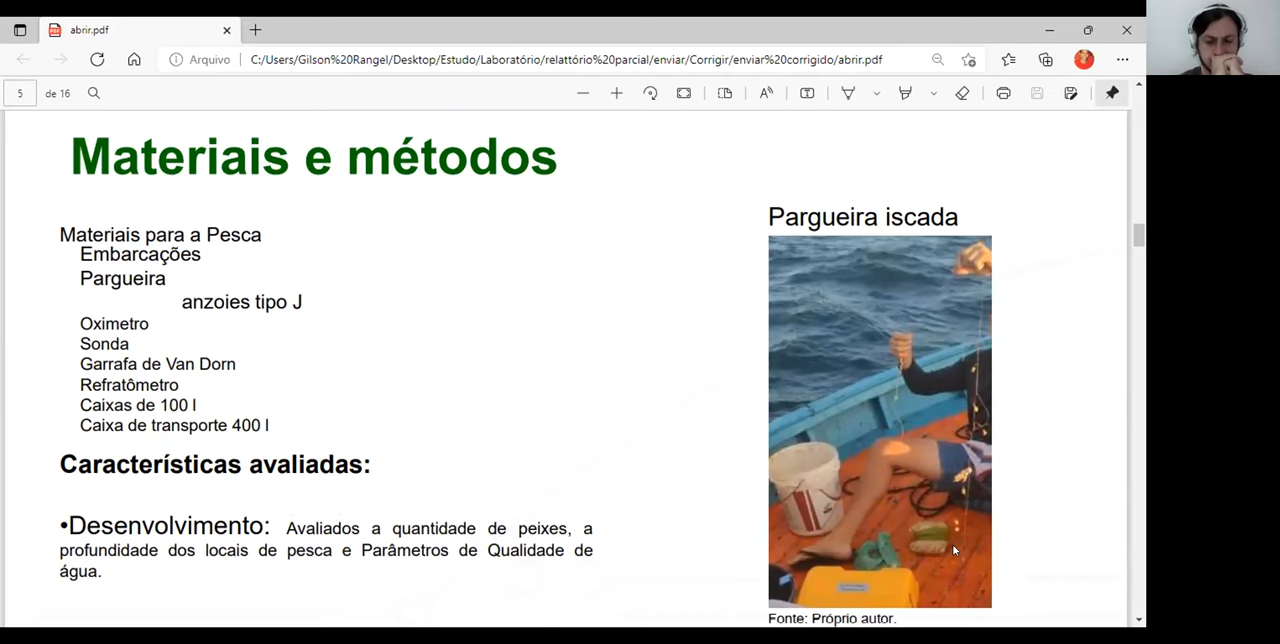 abrir.pdf
Arquivo
C:/Users/Gilson%20Rangel/Desktop/Estudo/Laboratório/relattório%20parcial/enviar/Corrigir/enviar%20corrigido/abrir.pdf
5 de 16
Materiais e métodos
Materiais para a Pesca
Embarcações
Pargueira
anzoies tipo J
Oximetro
Sonda
Garrafa de Van Dorn
Refratômetro
Caixas de 100 l
Caixa de transporte 400 l
Características avaliadas:
•Desenvolvimento: Avaliados a quantidade de peixes, a
profundidade dos locais de pesca e Parâmetros de Qualidade de
água.
Pargueira iscada
Fonte: Próprio autor.